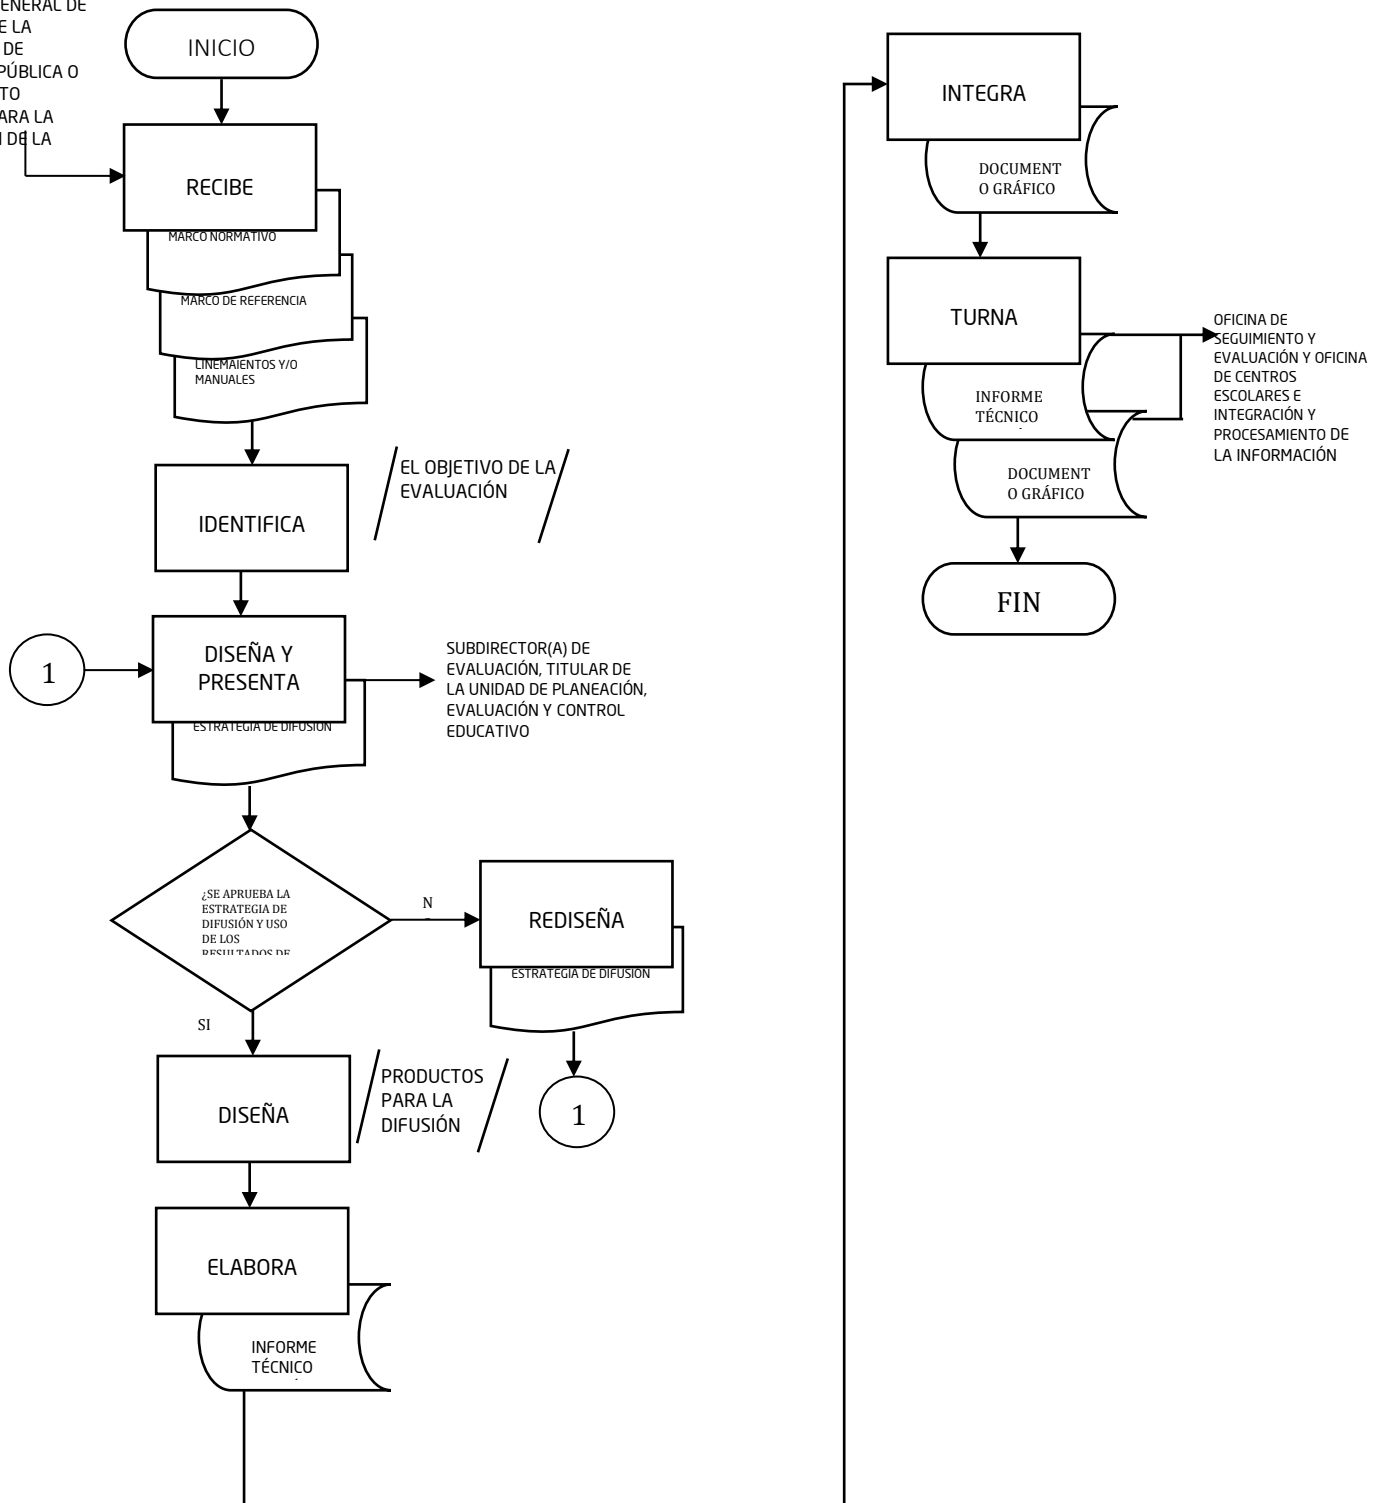 DE
E LA
DE
PÚBLICA O
TO
ARA LA
DE LA
INICIO
RECIBE
MARCO NORMATIVO
MARCO DE REFERENCIA
LINEMAIENTOS Y/O
MANUALES
IDENTIFICA
EL OBJETIVO DE LA
EVALUACIÓN
1
DISEÑA Y
PRESENTA
ESTRATEGIA DE DIFUSIÓN
SUBDIRECTOR(A) DE
EVALUACIÓN, TITULAR DE
LA UNIDAD DE PLANEACIÓN,
EVALUACIÓN Y CONTROL
EDUCATIVO
¿SE APRUEBA LA
ESTRATEGIA DE
DIFUSIÓN Y USO
DE LOS
RESULTADOS DE
N
REDISEÑA
ESTRATEGIA DE DIFUSIÓN
1
SI
DISEÑA
PRODUCTOS
PARA LA
DIFUSIÓN
ELABORA
INFORME
TÉCNICO
INTEGRA
DOCUMENT
O GRÁFICO
TURNA
INFORME
TÉCNICO
DOCUMENT
O GRÁFICO
OFICINA DE
SEGUIMIENTO Y
EVALUACIÓN Y OFICINA
DE CENTROS
ESCOLARES E
INTEGRACIÓN Y
PROCESAMIENTO DE
LA INFORMACIÓN
FIN